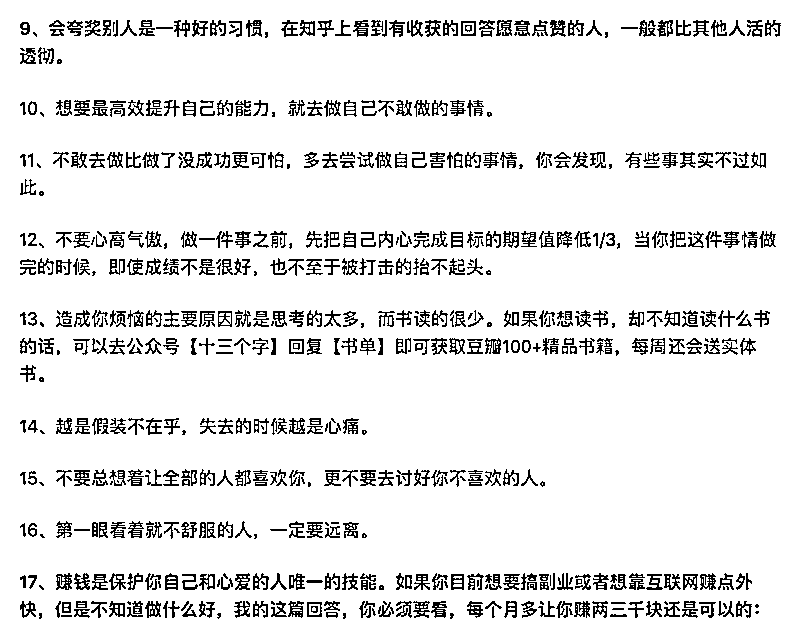 9、会夸奖别人是一种好的习惯，在知乎上看到有收获的回答愿意点赞的人，一般都比其他人活的
透彻。
10、想要最高效提升自己的能力，就去做自己不敢做的事情。
11、不敢去做比做了没成功更可怕，多去尝试做自己害怕的事情，你会发现，有些事其实不过如
此。
12、不要心高气傲，做一件事之前，先把自己内心完成目标的期望值降低1/3，当你把这件事情做
完的时候，即使成绩不是很好，也不至于被打击的抬不起头。
13、造成你烦恼的主要原因就是思考的太多，而书读的很少。如果你想读书，却不知道读什么书
的话，可以去公众号【十三个字】回复【书单】即可获取豆瓣100+精品书籍，每周还会送实体
书。
14、越是假装不在乎，失去的时候越是心痛。
15、不要总想着让全部的人都喜欢你，更不要去讨好你不喜欢的人。
16、第一眼看着就不舒服的人，一定要远离。
17、赚钱是保护你自己和心爱的人唯一的技能。如果你目前想要搞副业或者想靠互联网赚点外
快，但是不知道做什么好，我的这篇回答，你必须要看，每个月多让你赚两三千块还是可以的：